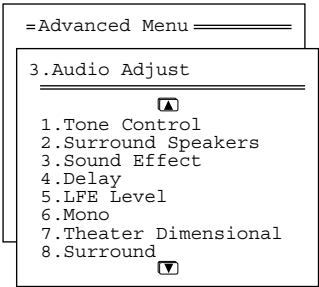 =Advanced Menu
3.Audio Adjust
1.Tone Control
2.Surround Speakers
3.Sound Effect
4.Delay
5.LFE Level
6.Mono
7.Theater Dimensional
8.Surround